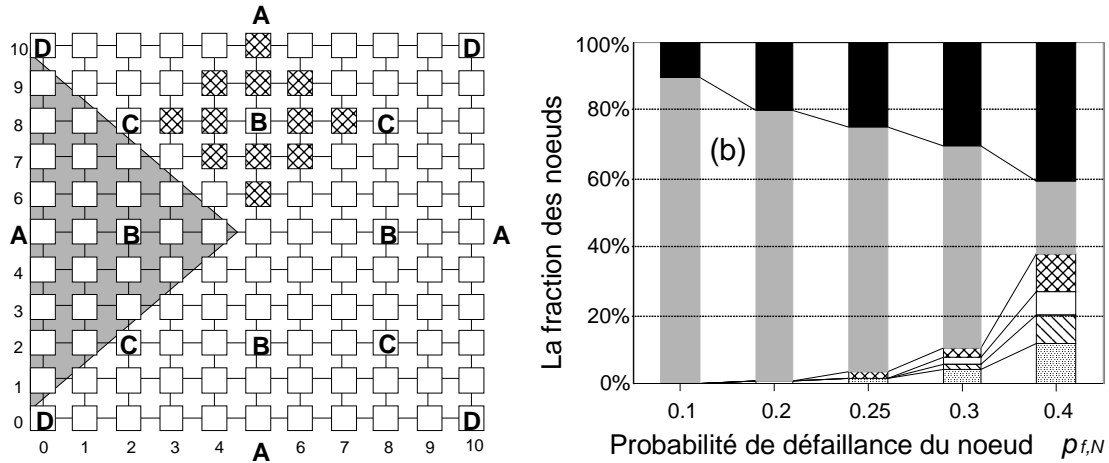 A
10 D D
9
8 C B C
7
6
A B B A
4
3
2 C B C
1
0 D D
0 1 2 3 4 5 6 7 8 9 10
A
La fraction des noeuds
100%
80%
(b)
60%
40%
20%
0%
0.1 0.2 0.25 0.3 0.4
Probabilité de défaillance du noeud p f,N